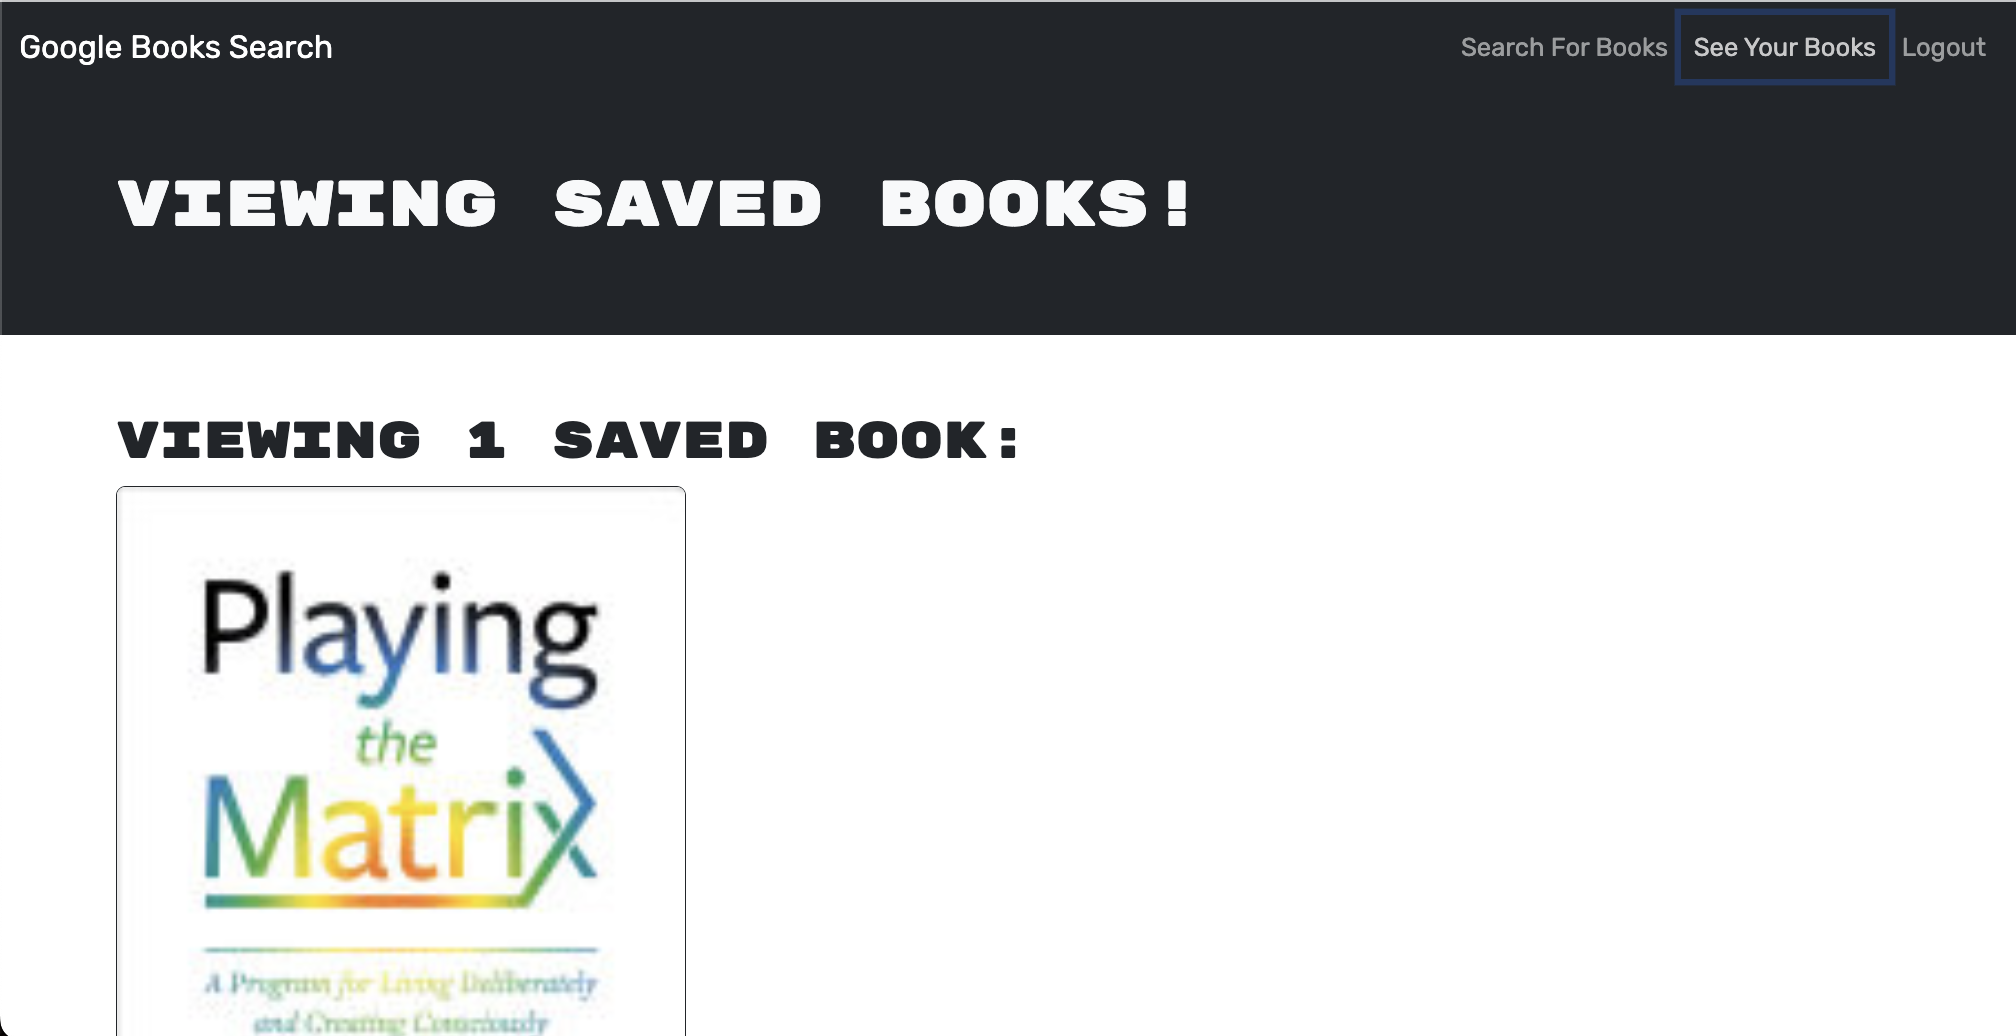 Google Books Search
Search For Books See Your Books Logout
VIEWING SAVED BOOKS!
VIEWING 1 SAVED BOOK:
Playing
the
Matrix
A Program for Living Deliberately
and Creating Consciously